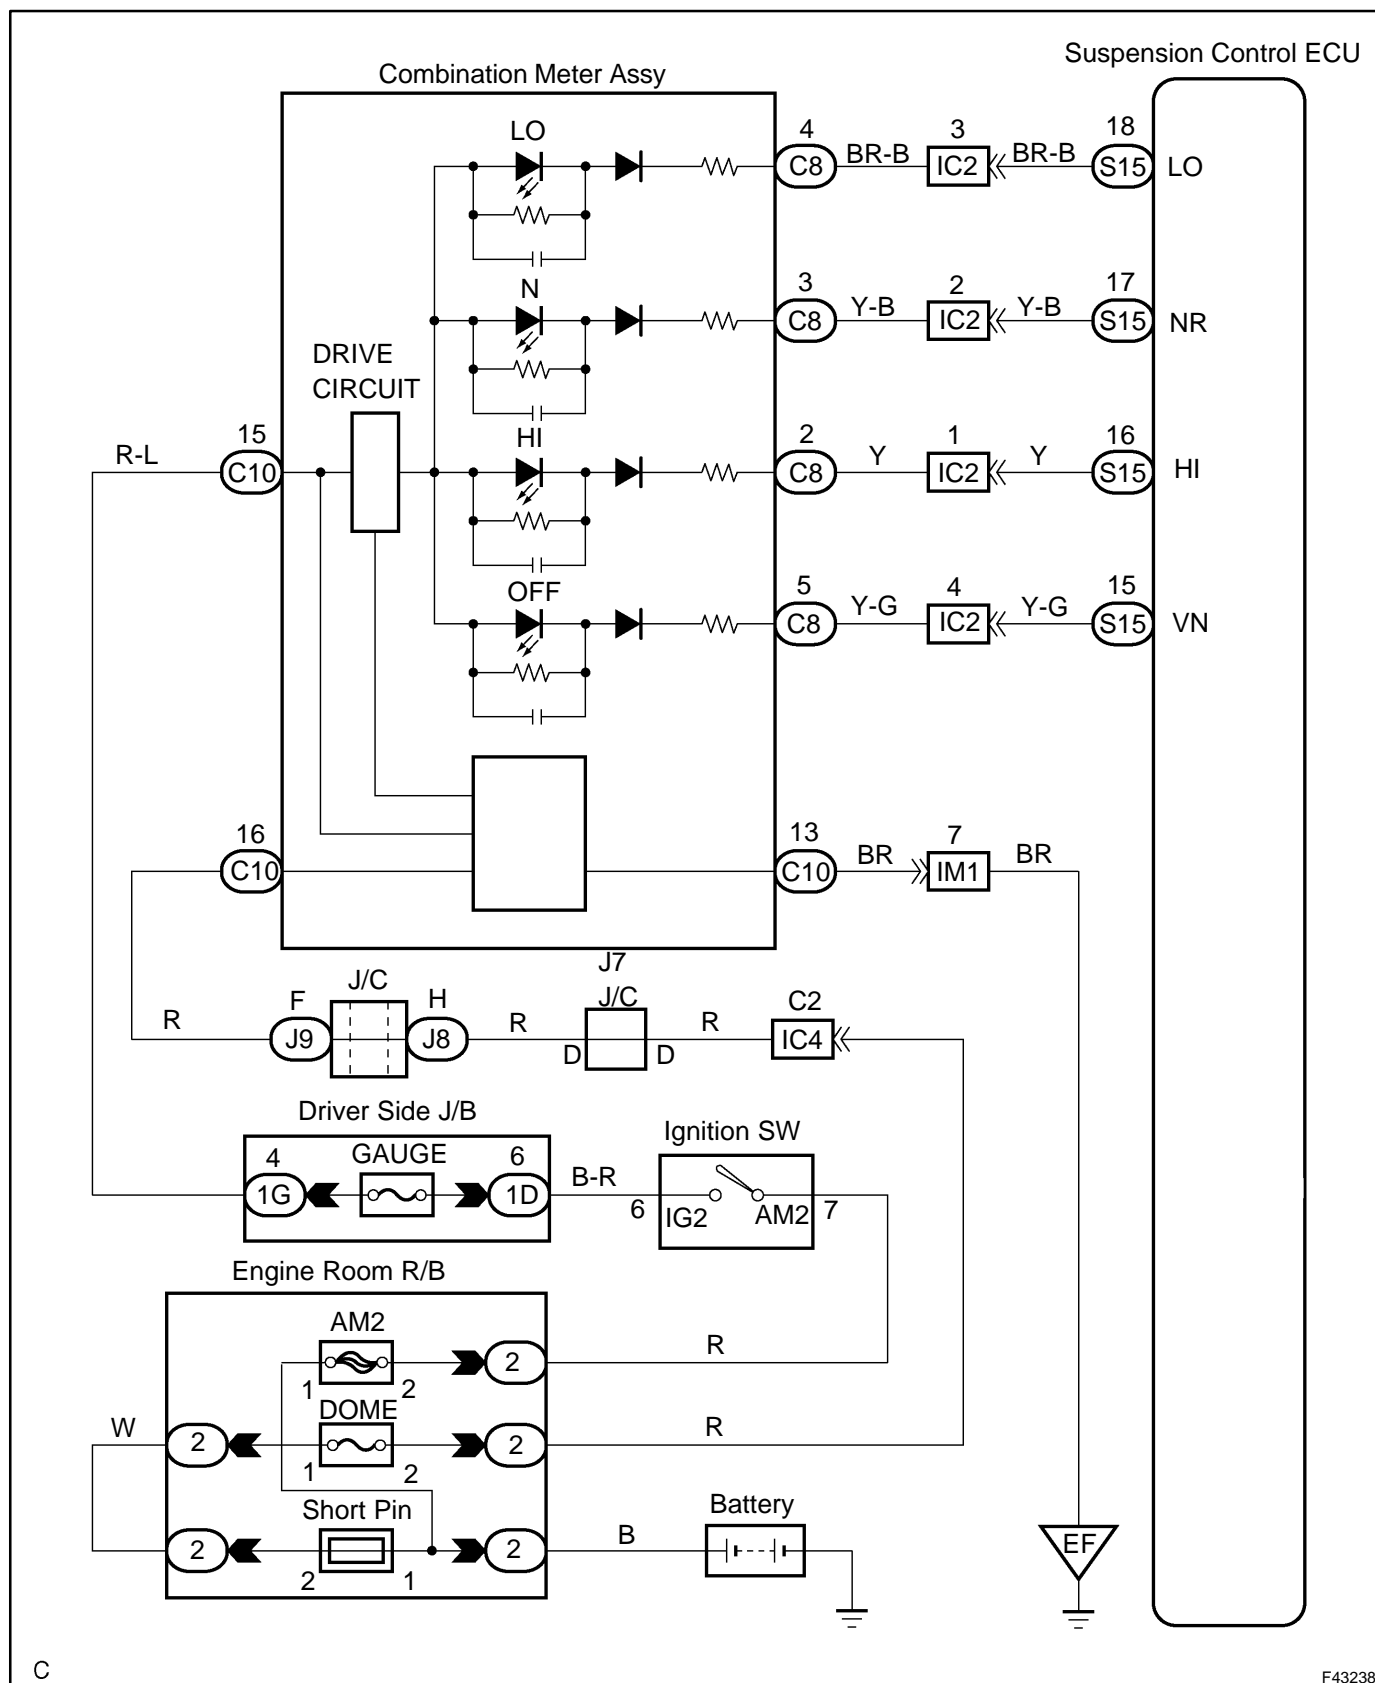 Suspension Control ECU
Combination Meter Assy
LO
4
C8
BR-B
3
IC2
BR-B
18
S15
LO
N
3
C8
Y-B
2
IC2
Y-B
17
S15
NR
DRIVE
CIRCUIT
15
R-L
C10
HI
2
C8
Y
1
IC2
Y
16
S15
HI
OFF
5
C8
Y-G
4
IC2
Y-G
15
S15
VN
16
C10
13
C10
BR
7
IM1
BR
R
F
J9
J/C
H
J8
R
J7
J/C
D
D
R
C2
IC4
Driver Side J/B
4
1G
GAUGE
6
1D
B-R
Ignition SW
6
IG2
AM2
7
Engine Room R/B
AM2
1
2
2
R
W
2
DOME
1
2
2
R
2
Short Pin
2
1
2
B
Battery
EF
C
F43238